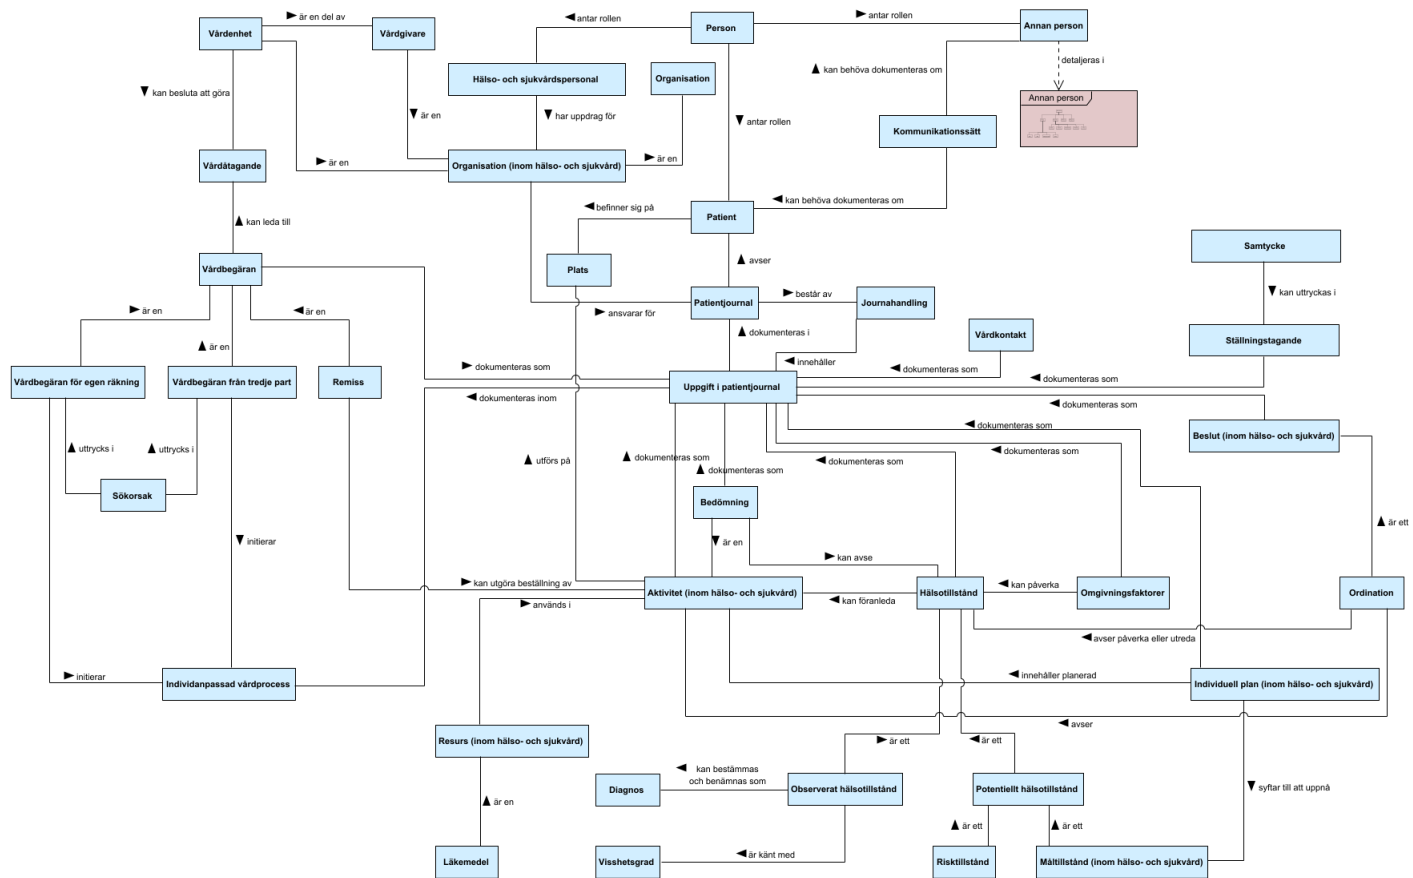 är en del av
antar rollen
Person
antar rollen
Annan person
Vårdenhet
Vårdgivare
kan behöva dokumenteras om
detaljeras i
Hälso- och sjukvårdspersonal
Organisation
Annan person
kan besluta att göra
är en
har uppdrag för
antar rollen
Kommunikationssätt
Vårdåtagande
är en
Organisation (inom hälso- och sjukvård)
är en
kan leda till
befinner sig på
Patient
kan behöva dokumenteras om
Samtycke
Vårdbegäran
Plats
avser
kan uttryckas i
Patientjournal
består av
Journahandling
är en
är en
ansvarar för
dokumenteras i
Vårdkontakt
Ställningstagande
är en
innehåller
dokumenteras som
dokumenteras som
dokumenteras som
Vårdbegäran för egen räkning
Vårdbegäran från tredje part
Remiss
Uppgift i patientjournal
dokumenteras inom
dokumenteras som
dokumenteras som
Beslut (inom hälso- och sjukvård)
uttrycks i
uttrycks i
utförs på
dokumenteras som
dokumenteras som
dokumenteras som
dokumenteras som
Sökorsak
Bedömning
är ett
initierar
är en
kan avse
kan utgöra beställning av
Aktivitet (inom hälso- och sjukvård)
Hälsotillstånd
kan påverka
Omgivningsfaktorer
Ordination
används i
kan föranleda
avser påverka eller utreda
initierar
Individanpassad vårdprocess
innehåller planerad
Individuell plan (inom hälso- och sjukvård)
avser
Resurs (inom hälso- och sjukvård)
är ett
är ett
kan bestämmas
och benämnas som
Diagnos
Observerat hälsotillstånd
Potentiellt hälsotillstånd
syftar till att uppnå
är en
är ett
är ett
Läkemedel
Visshetsgrad
är känt med
Risktillstånd
Måltillstånd (inom hälso- och sjukvård)